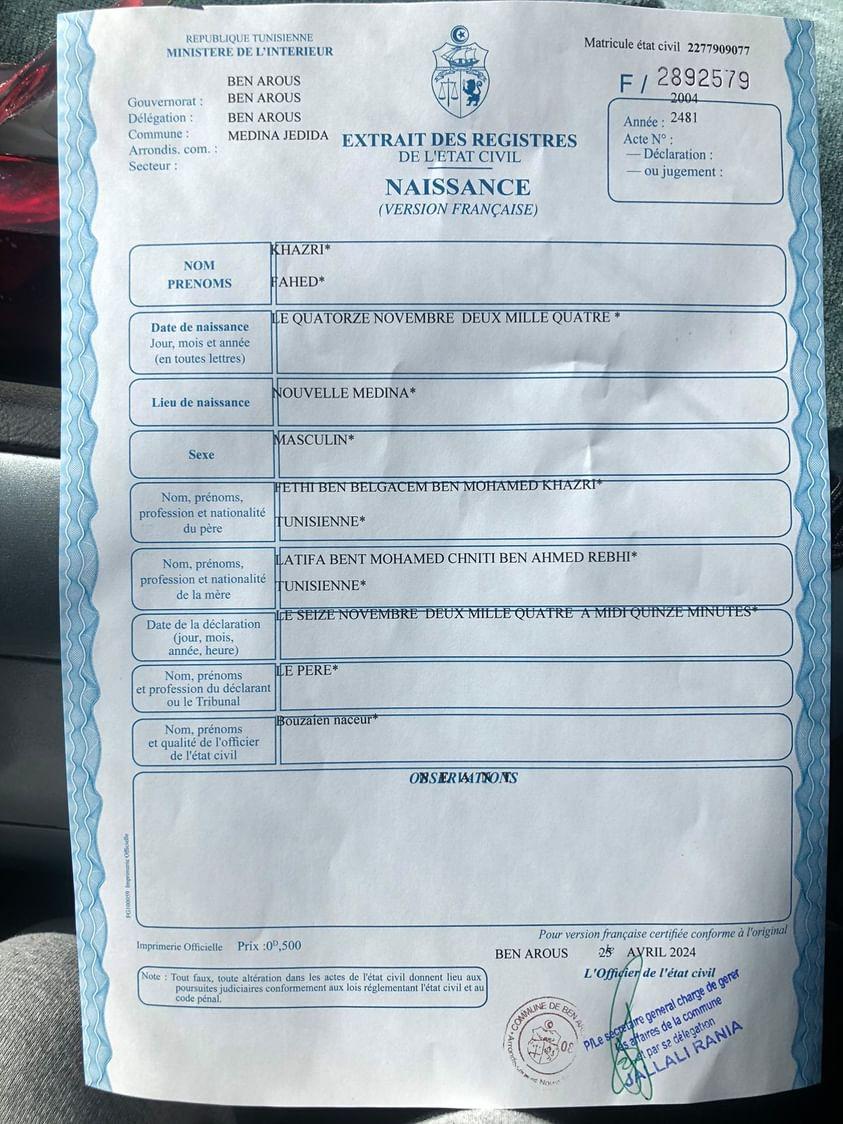 REPUBLIQUE TUNISIENNE
MINISTERE DE L'INTERIEUR
Matricule état civil 2277909077
F / 2892579
BEN AROUS
Gouvernorat : BEN AROUS
Délégation : BEN AROUS
Commune : MEDINA JEDIDA
Arrondis. com. :
Secteur :
2004
Année : 2481
Acte N° :
— Déclaration :
— ou jugement :
EXTRAIT DES REGISTRES
DE L'ETAT CIVIL
NAISSANCE
(VERSION FRANÇAISE)
NOM
PRENOMS
KHAZRI*
FAHED*
Date de naissance
Jour, mois et année
(en toutes lettres)
LE QUATORZE NOVEMBRE DEUX MILLE QUATRE *
Lieu de naissance
NOUVELLE MEDINA*
Sexe
MASCULIN*
Nom, prénoms,
profession et nationalité
du père
FETHI BEN BELGACEM BEN MOHAMED KHAZRI*
TUNISIENNE*
Nom, prénoms,
profession et nationalité
de la mère
LATIFA BENT MOHAMED CHNITI BEN AHMED REBHI*
TUNISIENNE*
Date de la déclaration
(jour, mois,
année, heure)
LE SEIZE NOVEMBRE DEUX MILLE QUATRE A MIDI QUINZE MINUTES*
Nom, prénoms
et profession du déclarant
ou le Tribunal
LE PERE*
Nom, prénoms
et qualité de l'officier
de l'état civil
Bouzaien naceur*
OBSERVATIONS
PG100059 Imprimerie Officielle
Pour version française certifiée conforme à l'original
Imprimerie Officielle Prix :0ᴰ,500
BEN AROUS 25 AVRIL 2024
L'Officier de l'état civil
Note : Tout faux, toute altération dans les actes de l'état civil donnent lieu aux
poursuites judiciaires conformement aux lois réglementant l'état civil et au
code pénal.
COMMUNE DE BEN
08
P/Le secrétaire general charge de gerer
les affaires de la commune
et par sa délégation
JALLALI RANIA